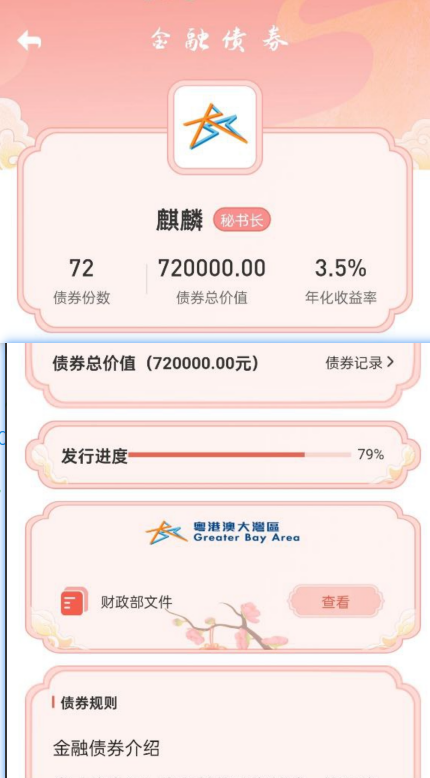 金融债券
麒麟 秘书长
72 720000.00 3.5%
债券份数 债券总价值 年化收益率
债券总价值（720000.00元） 债券记录
发行进度 79%
粤港澳大灣區
Greater Bay Area
财政部文件 查看
债券规则
金融债券介绍